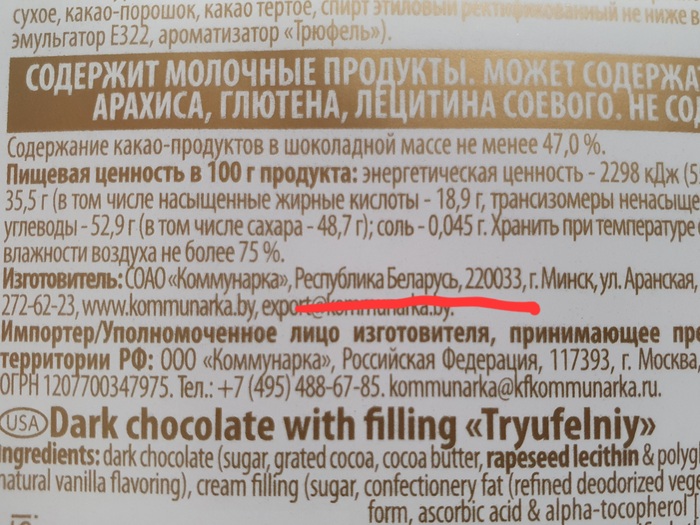 сухое, какао-порошок, какао тертое, спирт этиловый ректификованный не ниже в
эмульгатор Е322, ароматизатор «Трюфель»).
СОДЕРЖИТ МОЛОЧНЫЕ ПРОДУКТЫ. МОЖЕТ СОДЕРЖА
АРАХИСА, ГЛЮТЕНА, ЛЕЦИТИНА СОЕВОГО. НЕ СО
Содержание какао-продуктов в шоколадной массе не менее 47,0 %.
Пищевая ценность в 100 г продукта: энергетическая ценность - 2298 кДж (5
35,5 г (в том числе насыщенные жирные кислоты - 18,9 г, трансизомеры ненасыще
углеводы - 52,9 г (в том числе сахара - 48,7 г); соль - 0,045 г. Хранить при температуре
влажности воздуха не более 75 %.
Изготовитель: СОАО «Коммунарка», Республика Беларусь, 220033, г. Минск, ул. Аранская,
272-62-23, www.kommunarka.by, export@kommunarka.by.
Импортёр/Уполномоченное лицо изготовителя, принимающее пре
территории РФ: ООО «Коммунарка», Российская Федерация, 117393, г. Москва,
ОГРН 1207700347975. Тел.: +7 (495) 488-67-85. kommunarka@kfkommunarka.ru.
USA Dark chocolate with filling «Tryufelniy»
Ingredients: dark chocolate (sugar, grated cocoa, cocoa butter, rapeseed lecithin & polygl
natural vanilla flavoring), cream filling (sugar, confectionery fat (refined deodorized vege
form, ascorbic acid & alpha-tocopherol